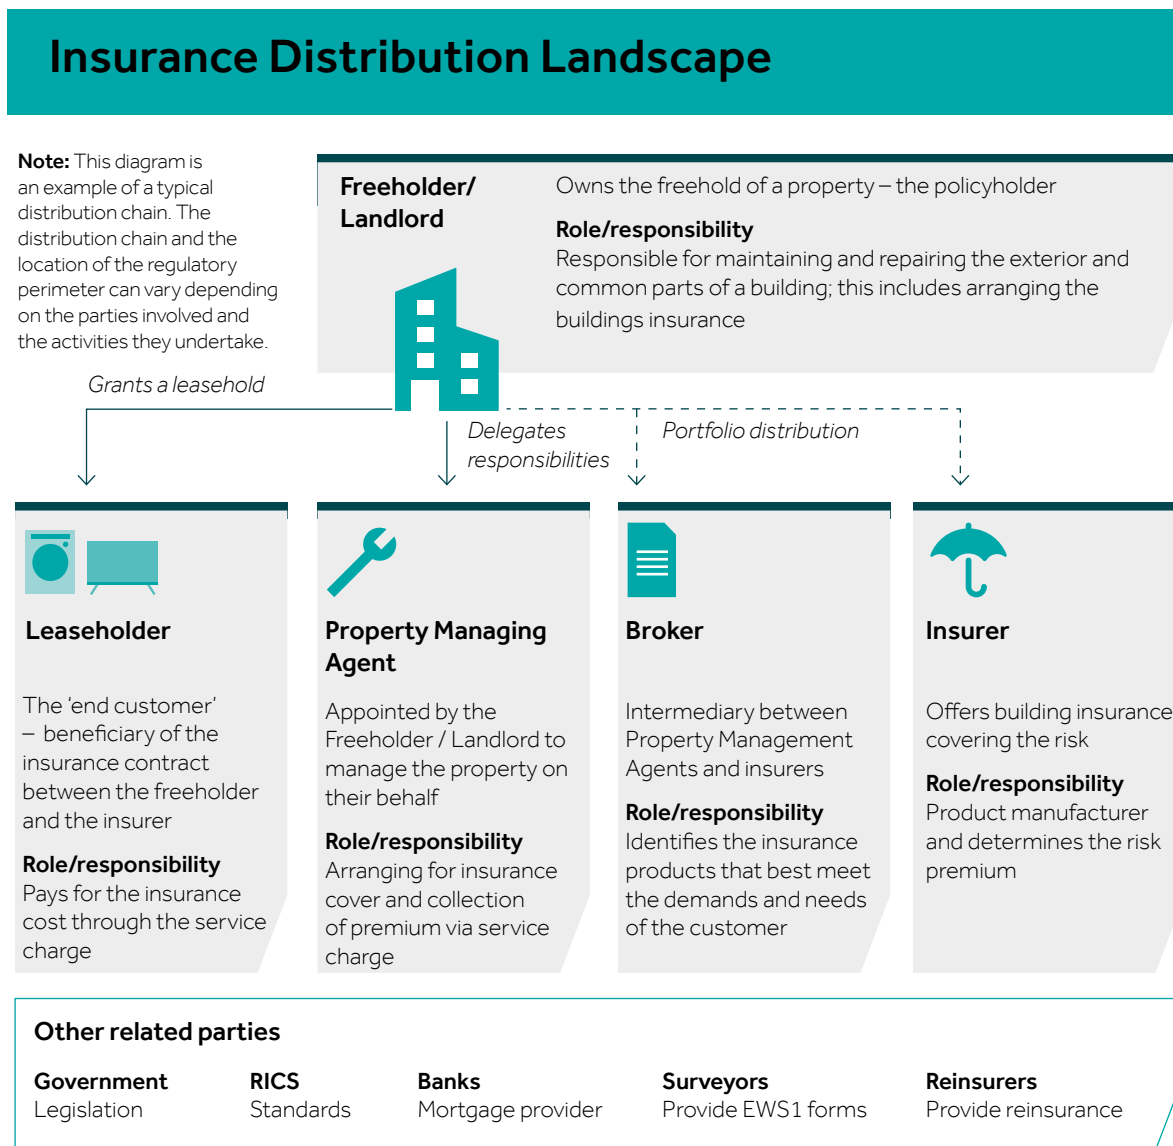 Insurance Distribution Landscape
Note: This diagram is
an example of a typical
distribution chain. The
distribution chain and the
location of the regulatory
perimeter can vary depending
on the parties involved and
the activities they undertake.
Freeholder/
Landlord
Owns the freehold of a property – the policyholder
Role/responsibility
Responsible for maintaining and repairing the exterior and
common parts of a building; this includes arranging the
buildings insurance
Grants a leasehold
Delegates
responsibilities
Portfolio distribution
Leaseholder
The ‘end customer’
– beneficiary of the
insurance contract
between the freeholder
and the insurer
Role/responsibility
Pays for the insurance
cost through the service
charge
Property Managing
Agent
Appointed by the
Freeholder / Landlord to
manage the property on
their behalf
Role/responsibility
Arranging for insurance
cover and collection
of premium via service
charge
Broker
Intermediary between
Property Management
Agents and insurers
Role/responsibility
Identifies the insurance
products that best meet
the demands and needs
of the customer
Insurer
Offers building insurance
covering the risk
Role/responsibility
Product manufacturer
and determines the risk
premium
Other related parties
Government
Legislation
RICS
Standards
Banks
Mortgage provider
Surveyors
Provide EWS1 forms
Reinsurers
Provide reinsurance